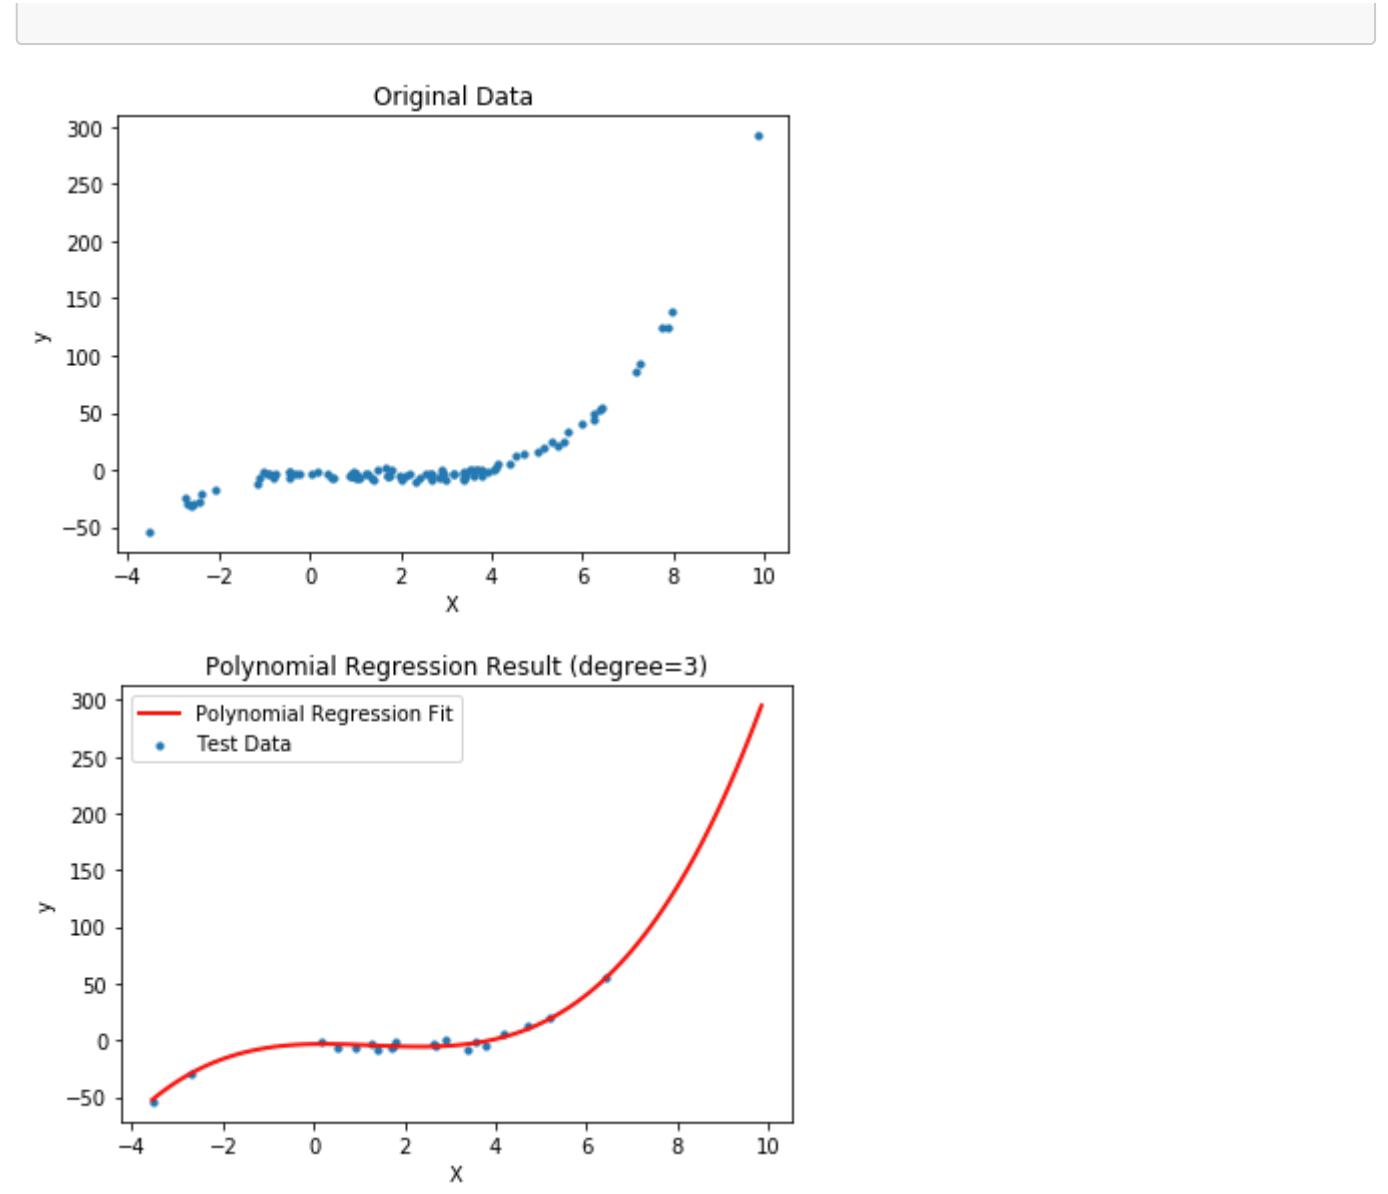 Original Data
300
250
200
150
100
50
0
−50
y
−4 −2 0 2 4 6 8 10
X
Polynomial Regression Result (degree=3)
Polynomial Regression Fit
Test Data
300
250
200
150
100
50
0
−50
y
−4 −2 0 2 4 6 8 10
X